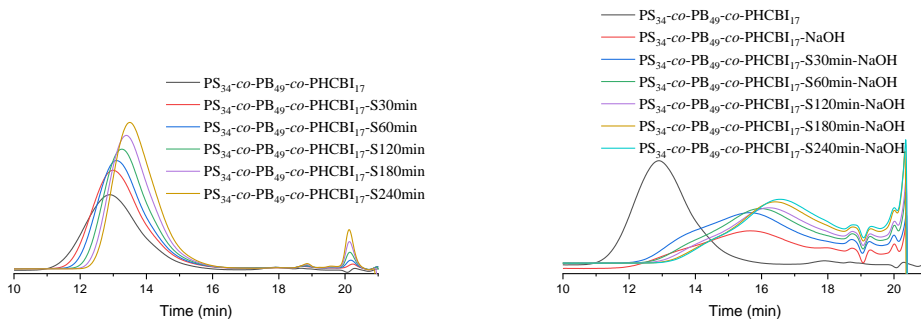 PS34-co-PB49-co-PHCBI17
PS34-co-PB49-co-PHCBI17-S30min
PS34-co-PB49-co-PHCBI17-S60min
PS34-co-PB49-co-PHCBI17-S120min
PS34-co-PB49-co-PHCBI17-S180min
PS34-co-PB49-co-PHCBI17-S240min
10 12 14 16 18 20
Time (min)
PS34-co-PB49-co-PHCBI17
PS34-co-PB49-co-PHCBI17-NaOH
PS34-co-PB49-co-PHCBI17-S30min-NaOH
PS34-co-PB49-co-PHCBI17-S60min-NaOH
PS34-co-PB49-co-PHCBI17-S120min-NaOH
PS34-co-PB49-co-PHCBI17-S180min-NaOH
PS34-co-PB49-co-PHCBI17-S240min-NaOH
10 12 14 16 18 20
Time (min)